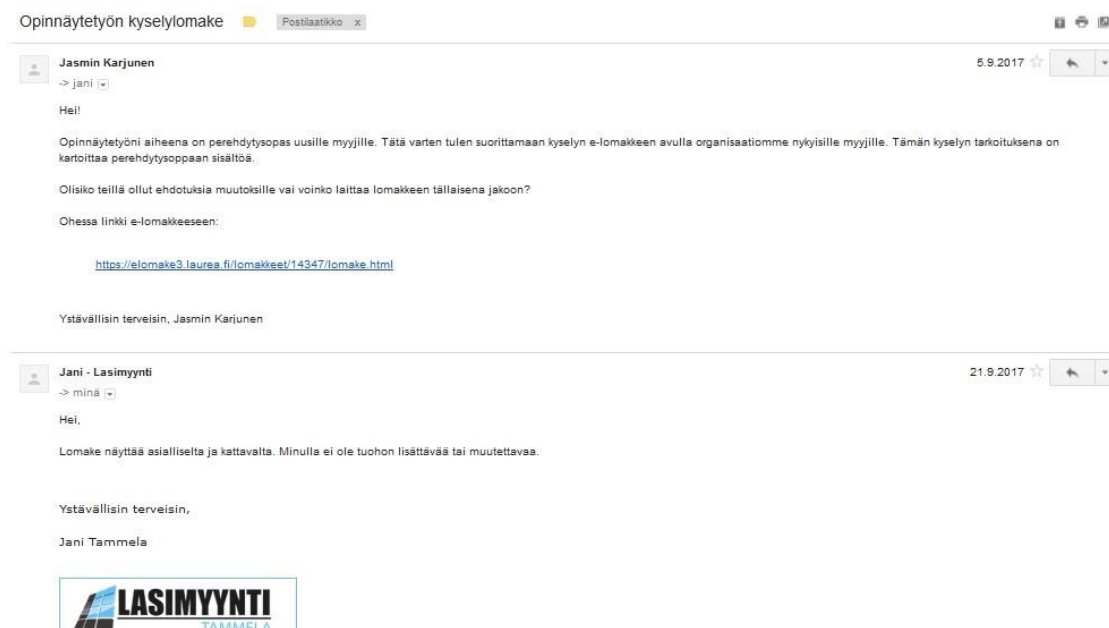 Opinnäytetyön kyselylomake Postilaatikko x
Jasmin Karjunen 5.9.2017
-> jani
Hei!
Opinnäytetyöni aiheena on perehdytysopas uusille myyjille. Tätä varten tulen suorittamaan kyselyn e-lomakkeen avulla organisaatiomme nykyisille myyjille. Tämän kyselyn tarkoituksena on
kartoittaa perehdytysoppaan sisältöä.
Olisiko teillä ollut ehdotuksia muutoksille vai voinko laittaa lomakkeen tällaisena jakoon?
Ohessa linkki e-lomakkeeseen:
https://elomake3.laurea.fi/lomakkeet/14347/lomake.html
Ystävällisin terveisin, Jasmin Karjunen
Jani - Lasimyynti 21.9.2017
-> minä
Hei,
Lomake näyttää asialliselta ja kattavalta. Minulla ei ole tuohon lisättävää tai muutettavaa.
Ystävällisin terveisin,
Jani Tammela
LASIMYYNTI
TAMMELA